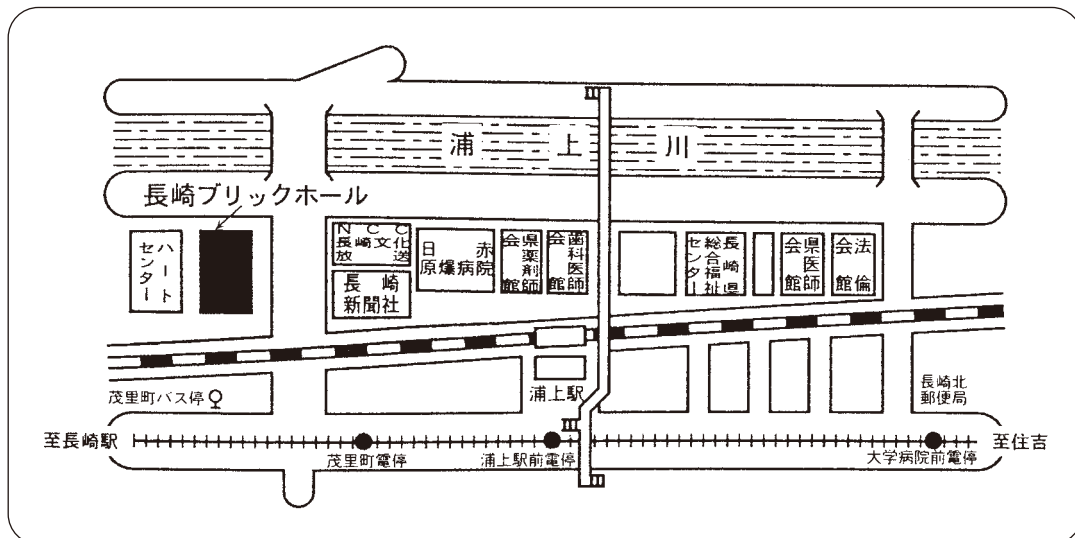 浦上川
長崎ブリックホール
ハート
センター
NCC
長崎文化
放送
長崎
新聞社
日赤
原爆病院
県薬剤師
会館
歯科医師
会館
長崎県
総合福祉
センター
県医師
会館
法倫
会館
浦上駅
茂里町バス停
長崎北
郵便局
至長崎駅
至住吉
茂里町電停
浦上駅前電停
大学病院前電停